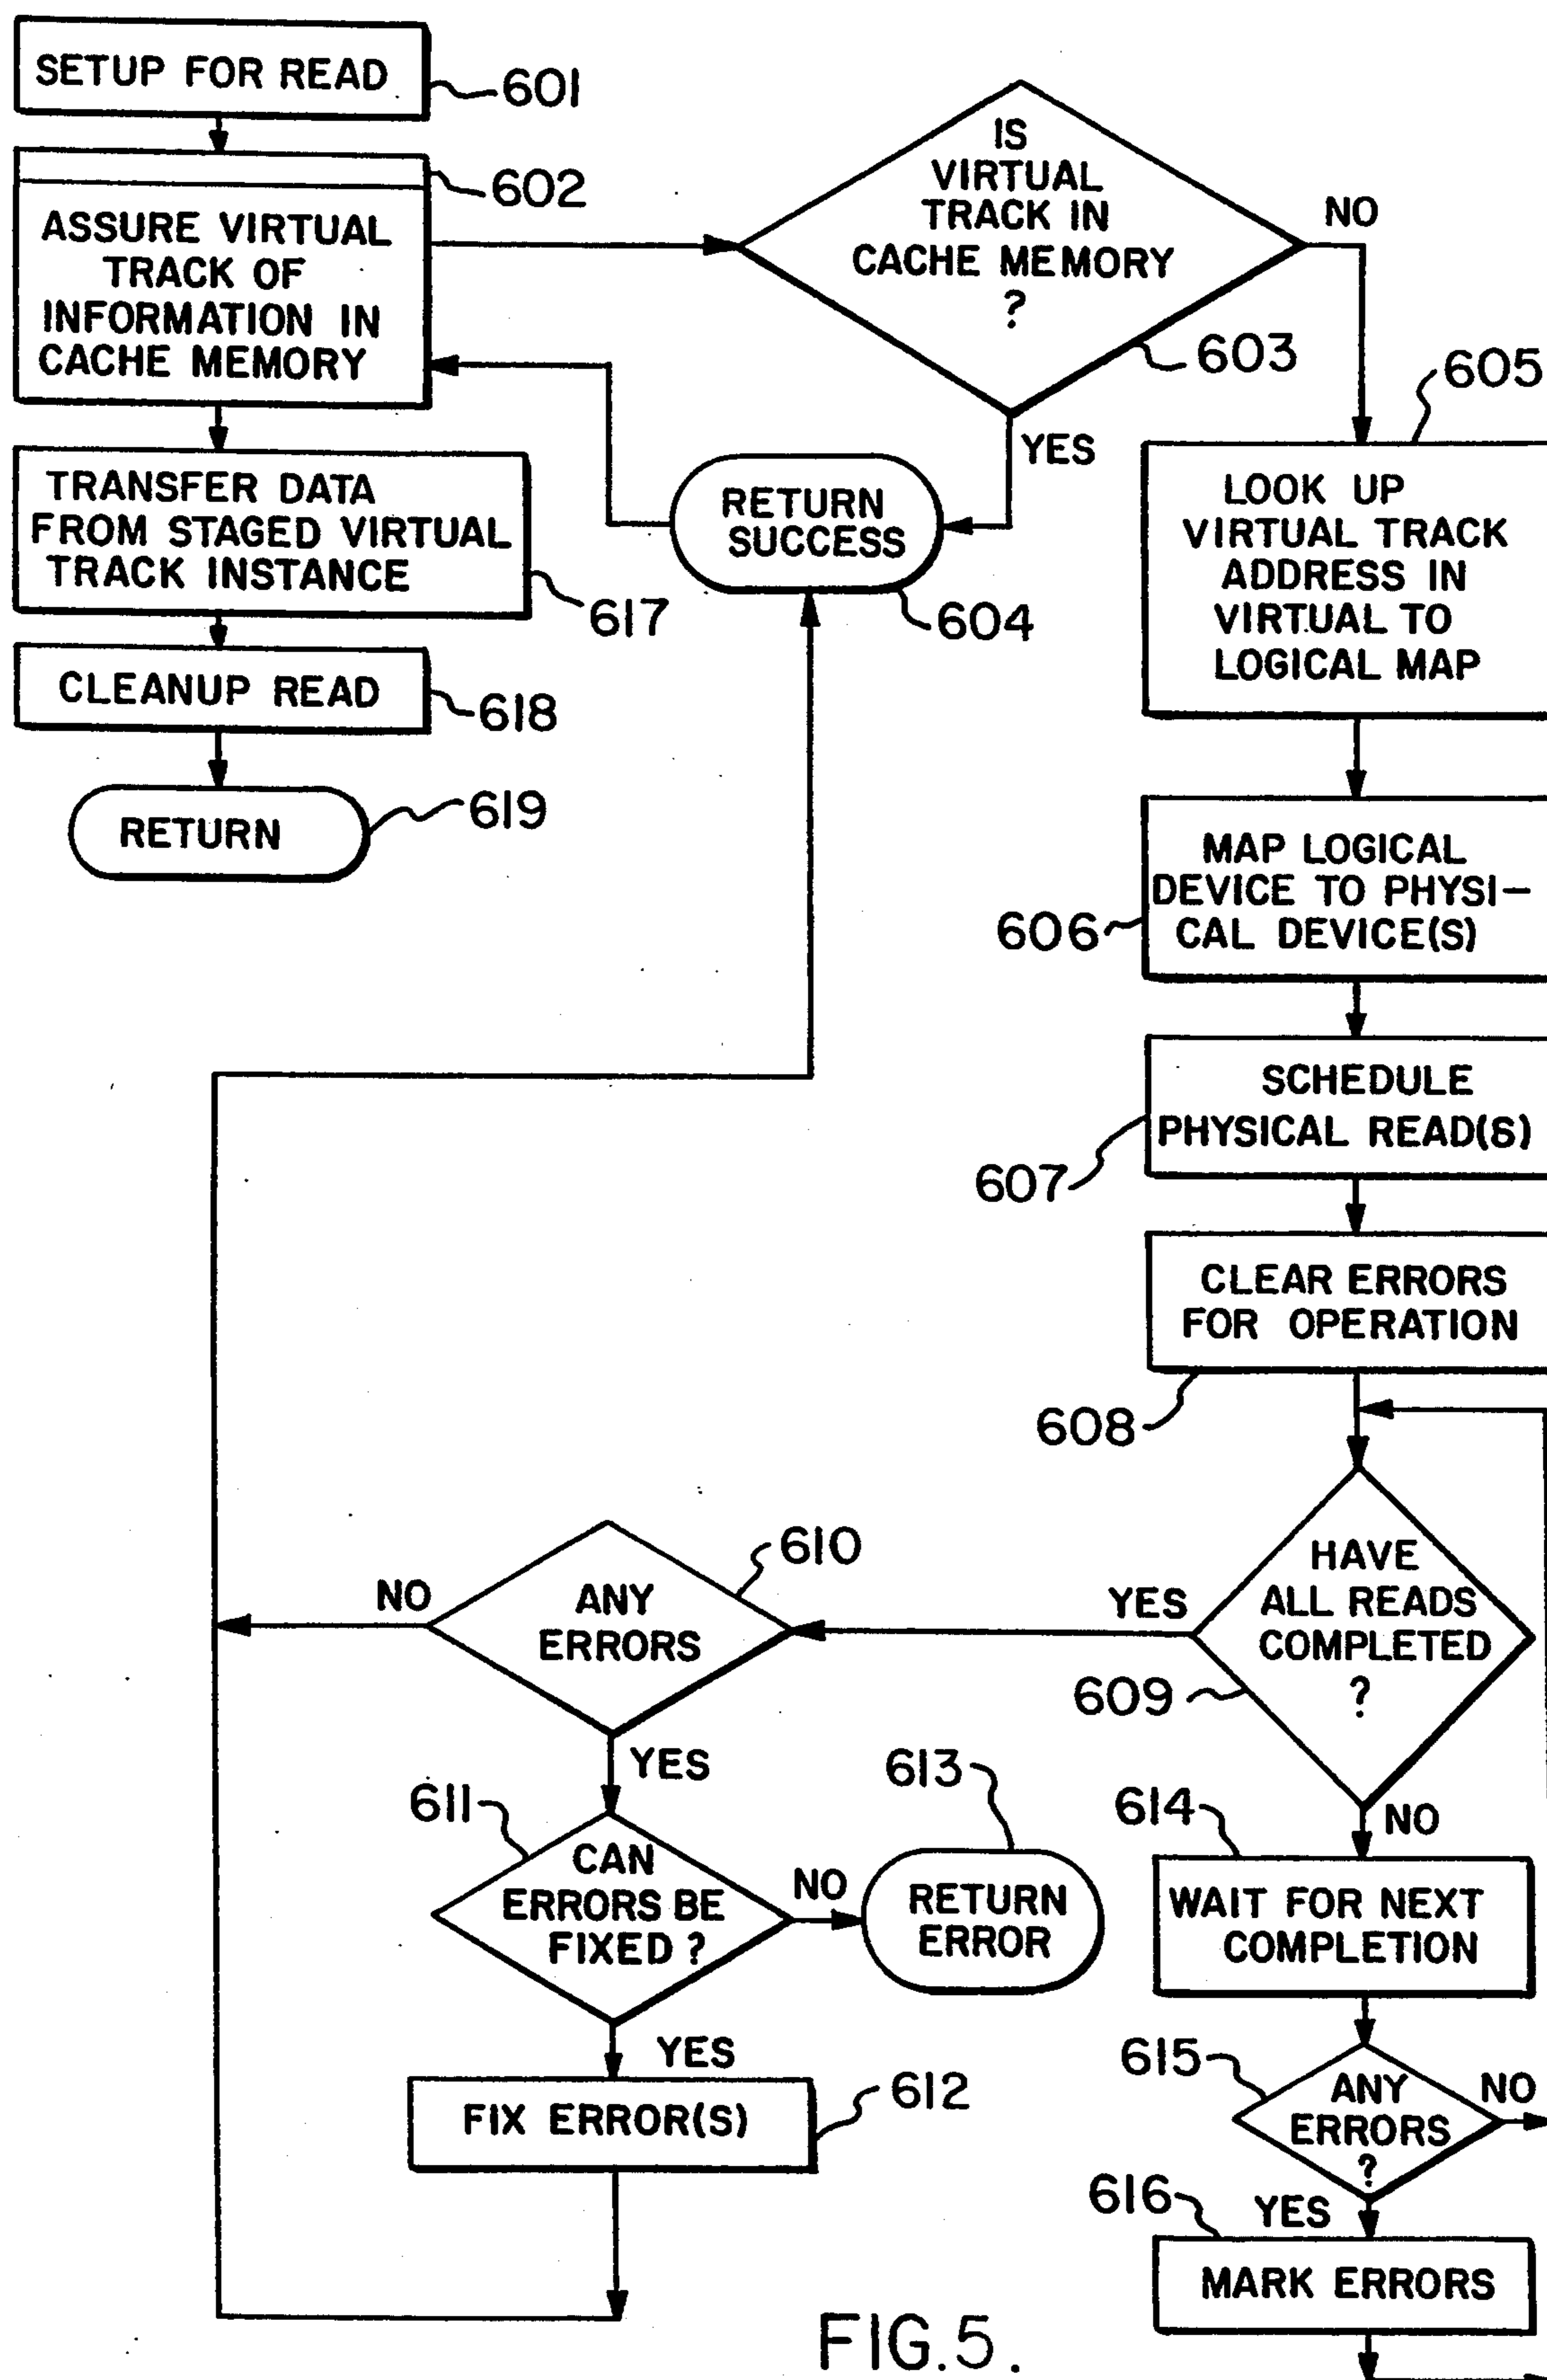 SETUP FOR READ
601
602
ASSURE VIRTUAL
TRACK OF
INFORMATION IN
CACHE MEMORY
TRANSFER DATA
FROM STAGED VIRTUAL
TRACK INSTANCE
617
CLEANUP READ
618
RETURN
619
IS
VIRTUAL
TRACK IN
CACHE MEMORY
?
603
NO
YES
RETURN
SUCCESS
604
605
LOOK UP
VIRTUAL TRACK
ADDRESS IN
VIRTUAL TO
LOGICAL MAP
MAP LOGICAL
DEVICE TO PHYSI-
CAL DEVICE(S)
606
SCHEDULE
PHYSICAL READ(S)
607
CLEAR ERRORS
FOR OPERATION
608
HAVE
ALL READS
COMPLETED
?
609
YES
NO
610
ANY
ERRORS
NO
YES
611
CAN
ERRORS BE
FIXED ?
NO
613
RETURN
ERROR
YES
FIX ERROR(S)
612
614
WAIT FOR NEXT
COMPLETION
615
ANY
ERRORS
?
NO
YES
616
MARK ERRORS
FIG.5.